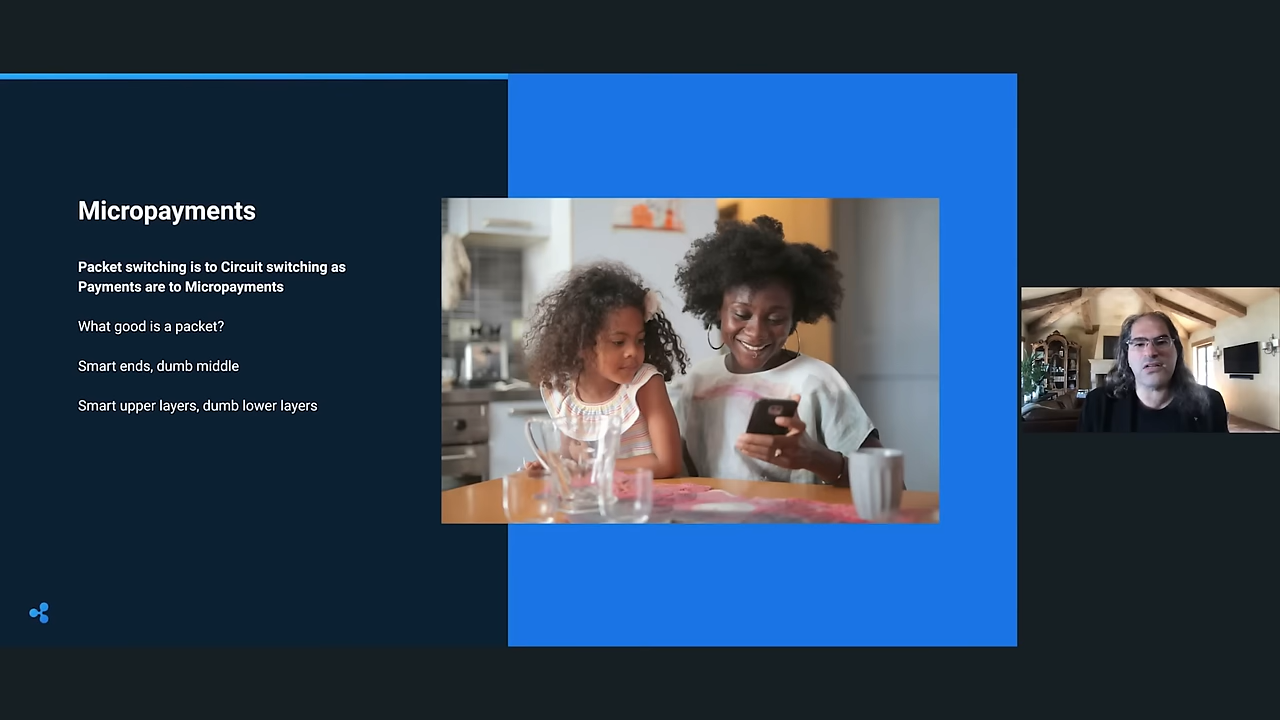 Micropayments
Packet switching is to Circuit switching as
Payments are to Micropayments
What good is a packet?
Smart ends, dumb middle
Smart upper layers, dumb lower layers